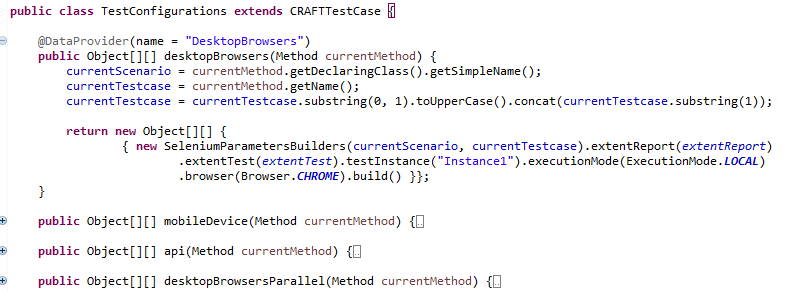 public class TestConfigurations extends CRAFTTestCase {
@DataProvider(name = "DesktopBrowsers")
public Object[][] desktopBrowsers(Method currentMethod) {
currentScenario = currentMethod.getDeclaringClass().getSimpleName();
currentTestcase = currentMethod.getName();
currentTestcase = currentTestcase.substring(0, 1).toUpperCase().concat(currentTestcase.substring(1));
return new Object[][] {
{ new SeleniumParametersBuilders(currentScenario, currentTestcase).extentReport(extentReport)
.extentTest(extentTest).testInstance("Instance1").executionMode(ExecutionMode.LOCAL)
.browser(Browser.CHROME).build() }};
}
public Object[][] mobileDevice(Method currentMethod) {
public Object[][] api(Method currentMethod) {
public Object[][] desktopBrowsersParallel(Method currentMethod) {